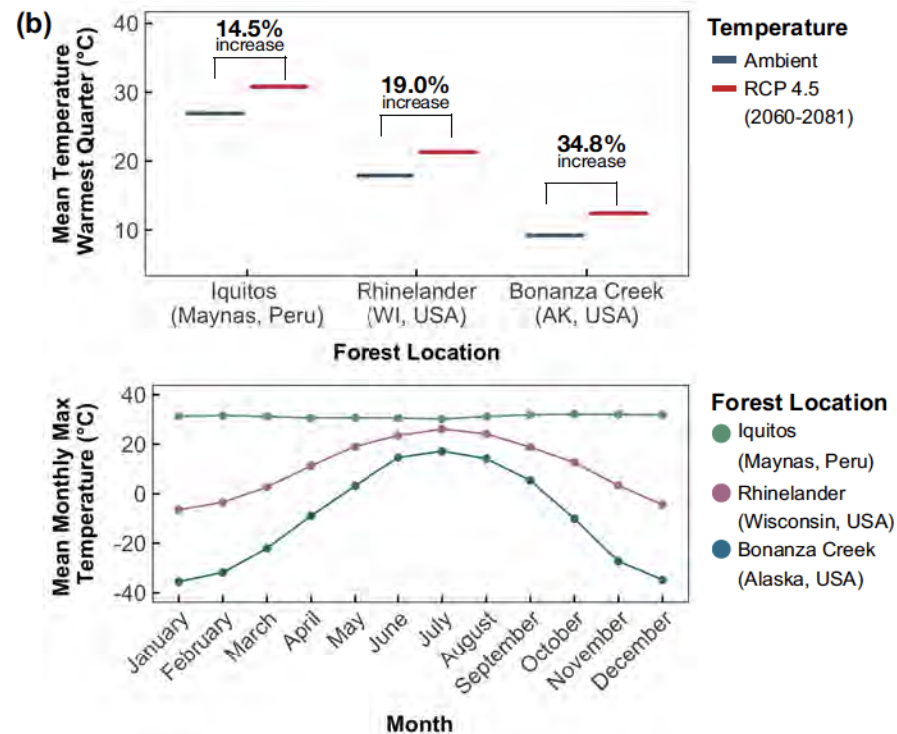 (b)
Mean Temperature
Warmest Quarter (°C)
40
30
20
10
14.5%
increase
19.0%
increase
34.8%
increase
Iquitos
(Maynas, Peru)
Rhinelander
(WI, USA)
Bonanza Creek
(AK, USA)
Forest Location
Temperature
Ambient
RCP 4.5
(2060-2081)
Mean Monthly Max
Temperature (°C)
40
20
0
-20
-40
January
February
March
April
May
June
July
August
September
October
November
December
Month
Forest Location
Iquitos
(Maynas, Peru)
Rhinelander
(Wisconsin, USA)
Bonanza Creek
(Alaska, USA)